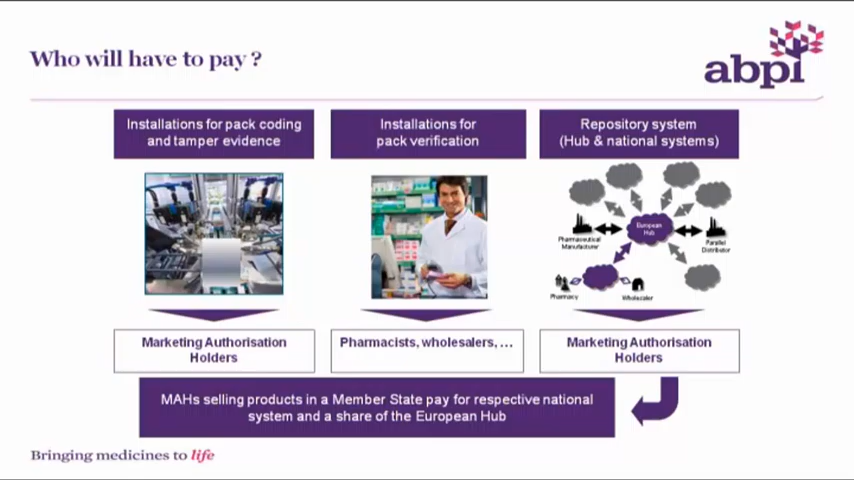 Who will have to pay ?
abpi
Installations for pack coding
and tamper evidence
Installations for
pack verification
Repository system
(Hub & national systems)
European
Hub
Pharmaceutical
Manufacturer
Parallel
Distributor
Pharmacy
Wholesaler
Marketing Authorisation
Holders
Pharmacists, wholesalers, …
Marketing Authorisation
Holders
MAHs selling products in a Member State pay for respective national
system and a share of the European Hub
Bringing medicines to life